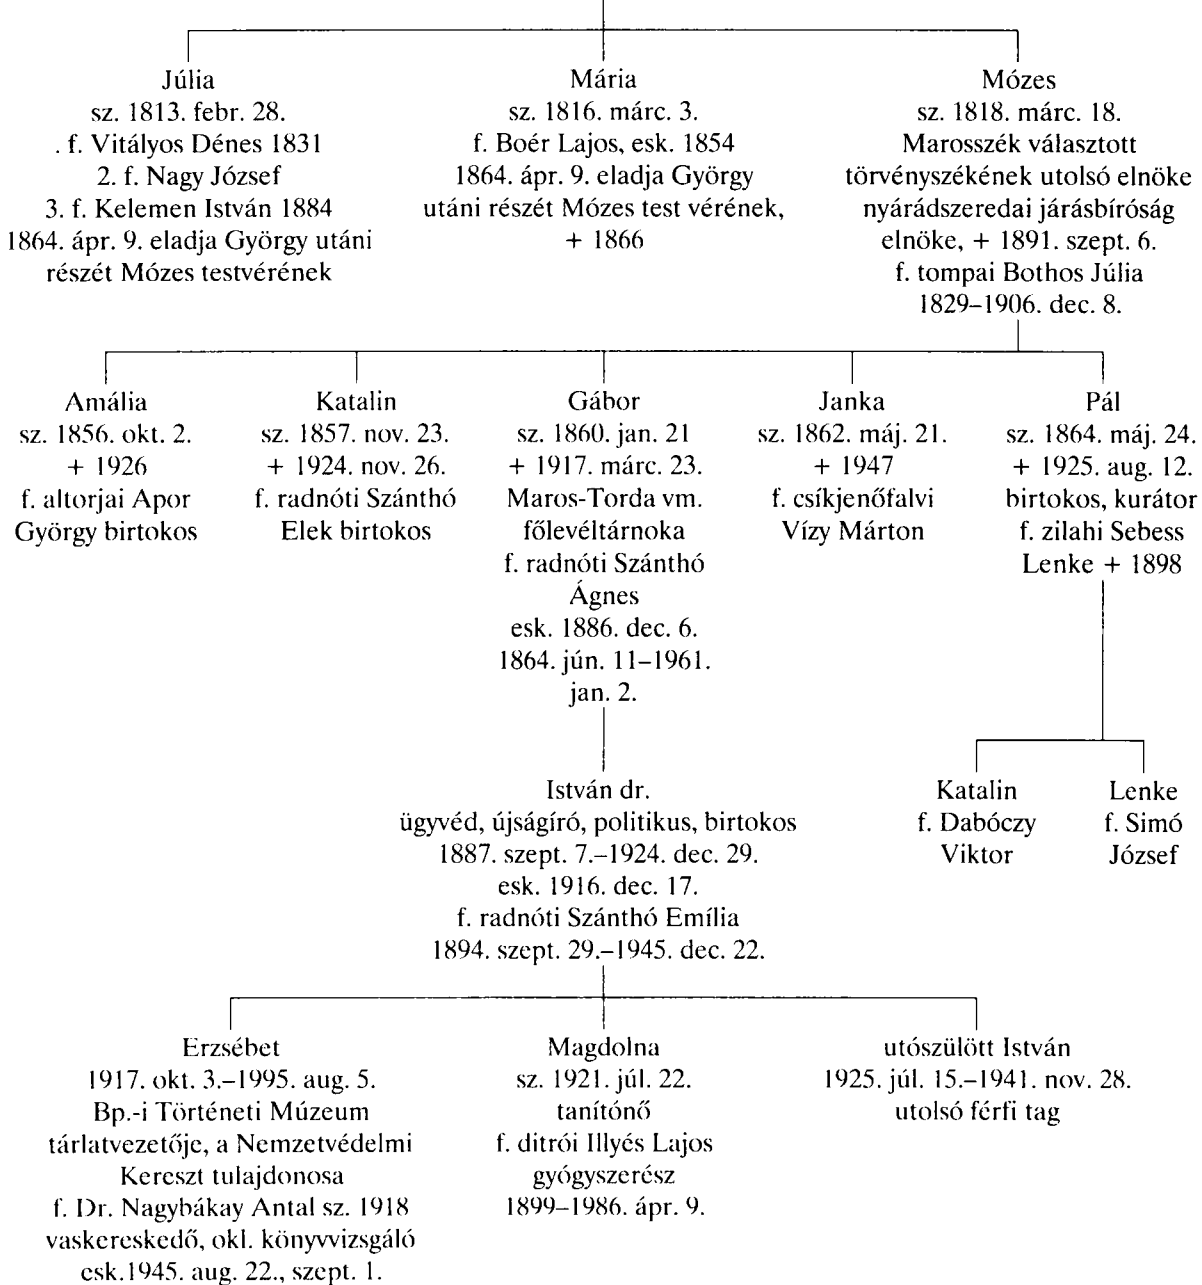 Júlia
sz. 1813. febr. 28.
. f. Vitályos Dénes 1831
2. f. Nagy József
3. f. Kelemen István 1884
1864. ápr. 9. eladja György utáni
részét Mózes testvérének
Mária
sz. 1816. márc. 3.
f. Boér Lajos, esk. 1854
1864. ápr. 9. eladja György
utáni részét Mózes test vérének,
+ 1866
Mózes
sz. 1818. márc. 18.
Marosszék választott
törvényszékének utolsó elnöke
nyárádszeredai járásbíróság
elnöke, + 1891. szept. 6.
f. tompai Bothos Júlia
1829–1906. dec. 8.
Amália
sz. 1856. okt. 2.
+ 1926
f. altorjai Apor
György birtokos
Katalin
sz. 1857. nov. 23.
+ 1924. nov. 26.
f. radnóti Szánthó
Elek birtokos
Gábor
sz. 1860. jan. 21
+ 1917. márc. 23.
Maros-Torda vm.
főlevéltárnoka
f. radnóti Szánthó
Ágnes
esk. 1886. dec. 6.
1864. jún. 11–1961.
jan. 2.
Janka
sz. 1862. máj. 21.
+ 1947
f. csíkjenőfalvi
Vízy Márton
Pál
sz. 1864. máj. 24.
+ 1925. aug. 12.
birtokos, kurátor
f. zilahi Sebess
Lenke + 1898
István dr.
ügyvéd, újságíró, politikus, birtokos
1887. szept. 7.–1924. dec. 29.
esk. 1916. dec. 17.
f. radnóti Szánthó Emília
1894. szept. 29.–1945. dec. 22.
Katalin
f. Dabóczy
Viktor
Lenke
f. Simó
József
Erzsébet
1917. okt. 3.–1995. aug. 5.
Bp.-i Történeti Múzeum
tárlatvezetője, a Nemzetvédelmi
Kereszt tulajdonosa
f. Dr. Nagybákay Antal sz. 1918
vaskereskedő, okl. könyvvizsgáló
esk.1945. aug. 22., szept. 1.
Magdolna
sz. 1921. júl. 22.
tanítónő
f. ditrói Illyés Lajos
gyógyszerész
1899–1986. ápr. 9.
utószülött István
1925. júl. 15.–1941. nov. 28.
utolsó férfi tag